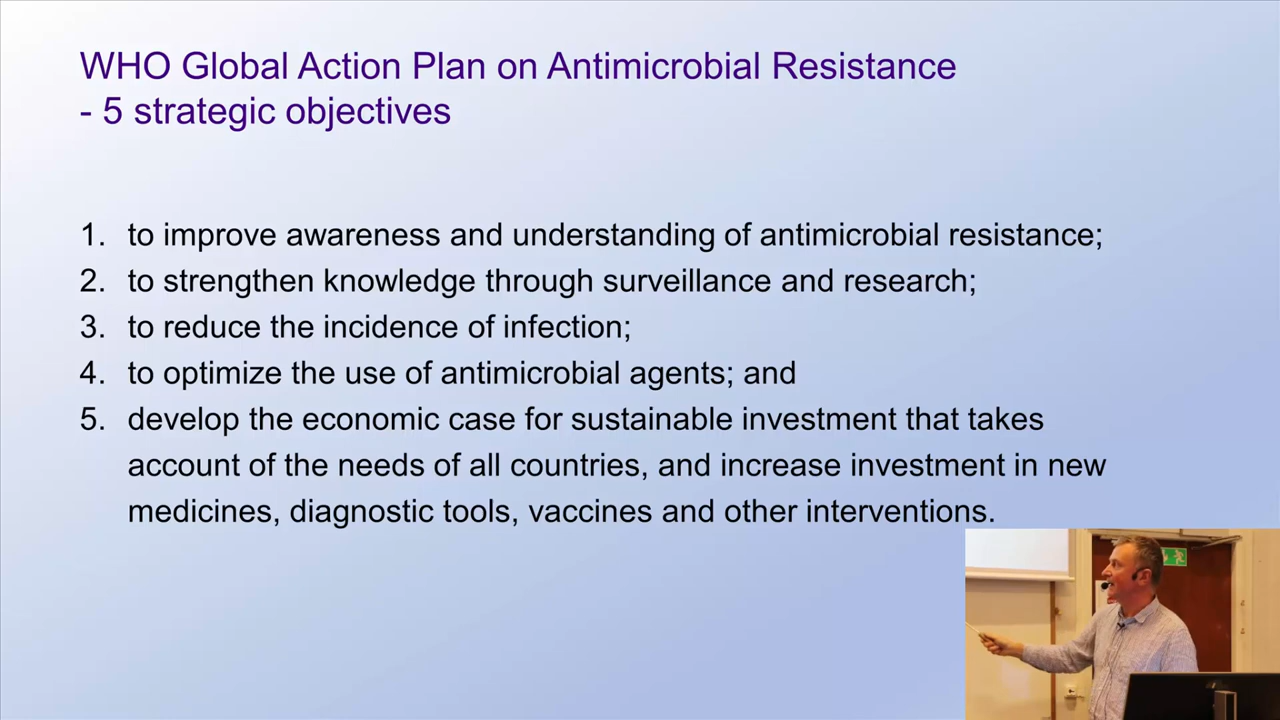 WHO Global Action Plan on Antimicrobial Resistance
- 5 strategic objectives
1. to improve awareness and understanding of antimicrobial resistance;
2. to strengthen knowledge through surveillance and research;
3. to reduce the incidence of infection;
4. to optimize the use of antimicrobial agents; and
5. develop the economic case for sustainable investment that takes
account of the needs of all countries, and increase investment in new
medicines, diagnostic tools, vaccines and other interventions.